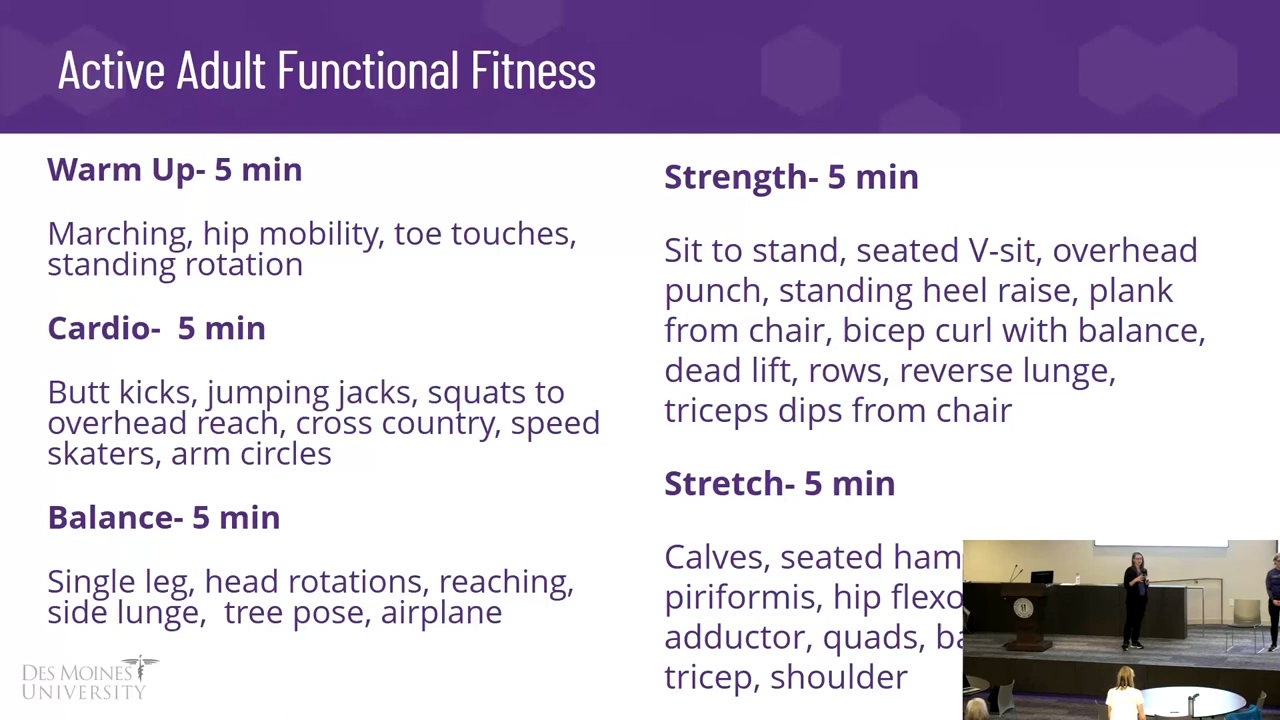 Active Adult Functional Fitness
Warm Up- 5 min
Marching, hip mobility, toe touches,
standing rotation
Cardio-  5 min
Butt kicks, jumping jacks, squats to
overhead reach, cross country, speed
skaters, arm circles
Balance- 5 min
Single leg, head rotations, reaching,
side lunge,  tree pose, airplane
DES MOINES
UNIVERSITY
Strength- 5 min
Sit to stand, seated V-sit, overhead
punch, standing heel raise, plank
from chair, bicep curl with balance,
dead lift, rows, reverse lunge,
triceps dips from chair
Stretch- 5 min
Calves, seated ham
piriformis, hip flexo
adductor, quads, ba
tricep, shoulder